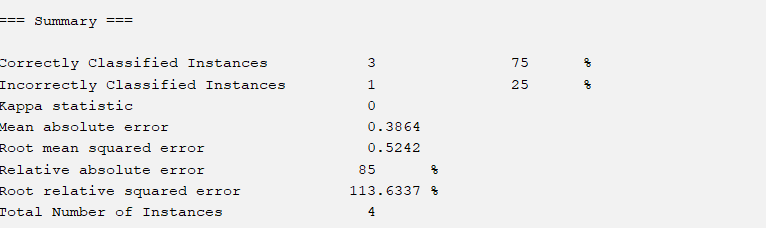 === Summary ===
Correctly Classified Instances 3 75 %
Incorrectly Classified Instances 1 25 %
Kappa statistic 0
Mean absolute error 0.3864
Root mean squared error 0.5242
Relative absolute error 85 %
Root relative squared error 113.6337 %
Total Number of Instances 4